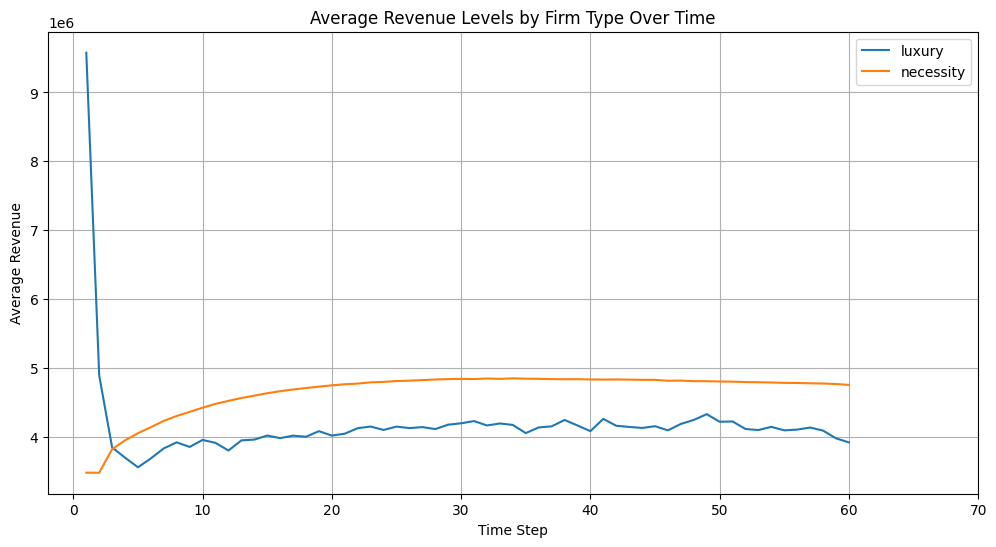 Average Revenue Levels by Firm Type Over Time
1e6
luxury
necessity
9
8
7
6
5
4
Average Revenue
0 10 20 30 40 50 60 70
Time Step